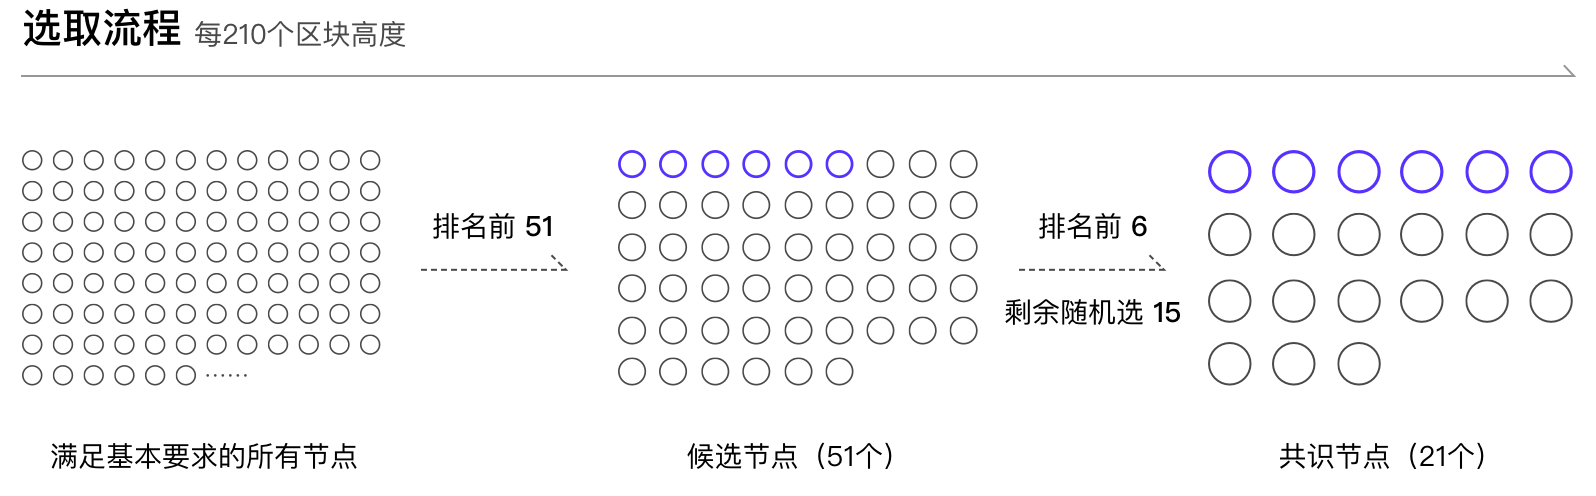 选取流程 每210个区块高度
排名前 51
排名前 6
剩余随机选 15
······
满足基本要求的所有节点
候选节点（51个）
共识节点（21个）